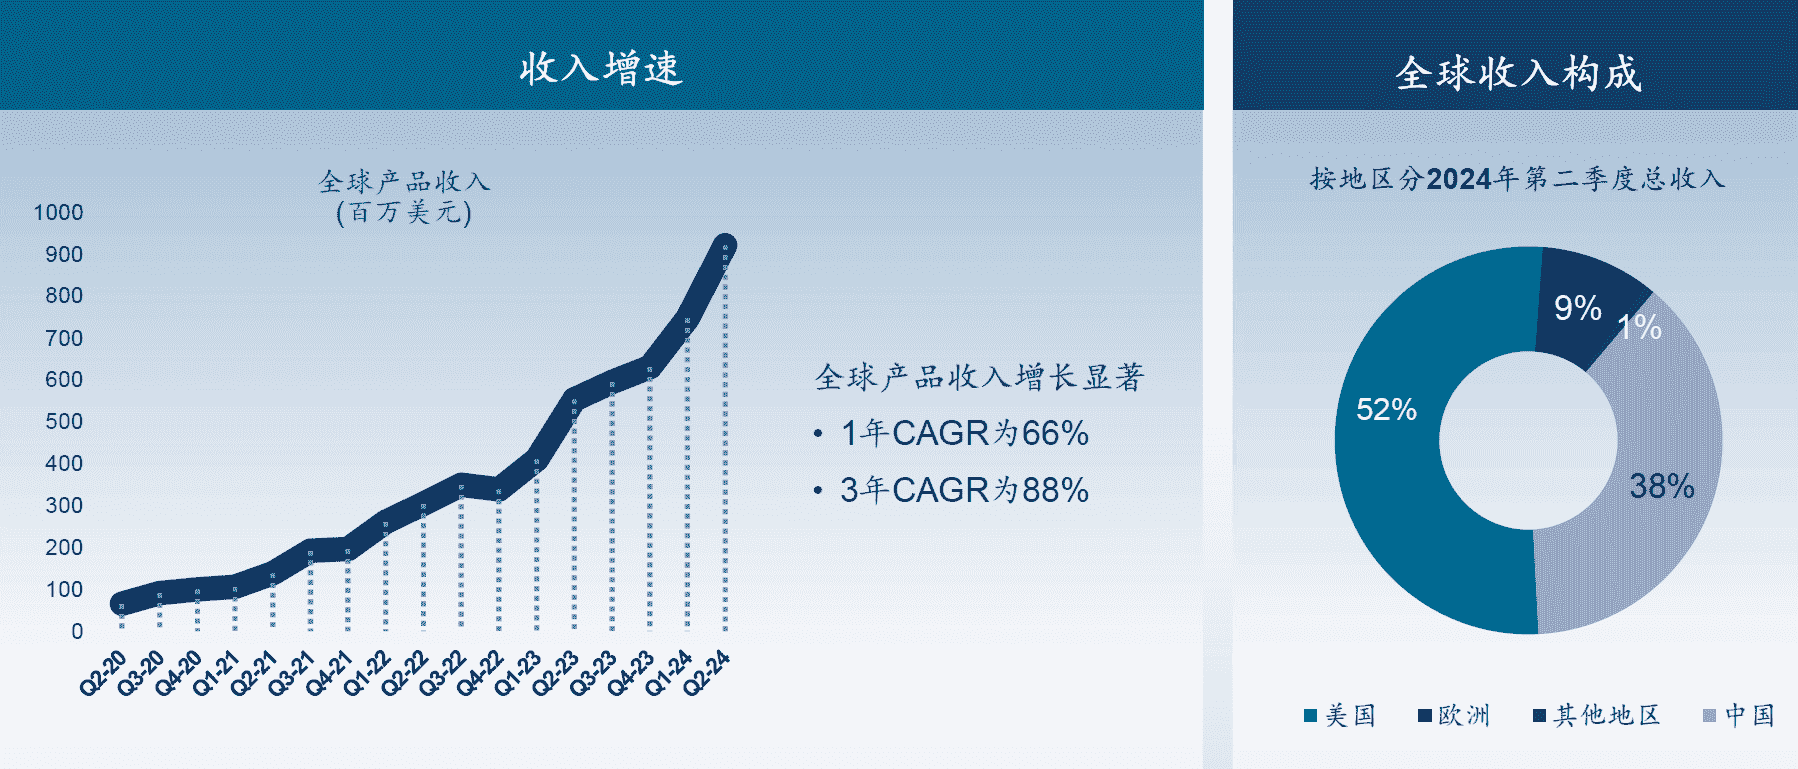 收入增速
全球产品收入
(百万美元)
1000
900
800
700
600
500
400
300
200
100
0
Q2-20
Q3-20
Q4-20
Q1-21
Q2-21
Q3-21
Q4-21
Q1-22
Q2-22
Q3-22
Q4-22
Q1-23
Q2-23
Q3-23
Q4-23
Q1-24
Q2-24
全球产品收入增长显著
• 1年CAGR为66%
• 3年CAGR为88%
全球收入构成
按地区分2024年第二季度总收入
9%
1%
52%
38%
美国
欧洲
其他地区
中国